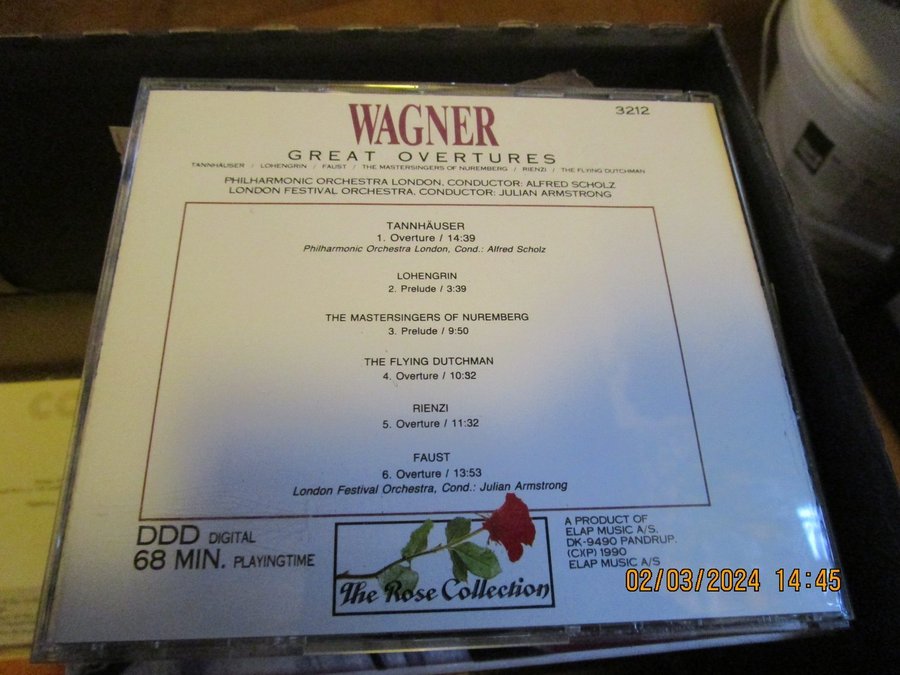 WAGNER
3212
GREAT OVERTURES
TANNHÄUSER / LOHENGRIN / FAUST / THE MASTERSINGERS OF NUREMBERG / RIENZI / THE FLYING DUTCHMAN
PHILHARMONIC ORCHESTRA LONDON, CONDUCTOR: ALFRED SCHOLZ
LONDON FESTIVAL ORCHESTRA, CONDUCTOR: JULIAN ARMSTRONG
TANNHÄUSER
1. Overture / 14:39
Philharmonic Orchestra London, Cond.: Alfred Scholz
LOHENGRIN
2. Prelude / 3:39
THE MASTERSINGERS OF NUREMBERG
3. Prelude / 9:50
THE FLYING DUTCHMAN
4. Overture / 10:32
RIENZI
5. Overture / 11:32
FAUST
6. Overture / 13:53
London Festival Orchestra, Cond.: Julian Armstrong
DDD DIGITAL
68 MIN. PLAYINGTIME
The Rose Collection
A PRODUCT OF
ELAP MUSIC A/S.
DK-9490 PANDRUP.
(C)(P) 1990
ELAP MUSIC A/S
02/03/2024 14:45